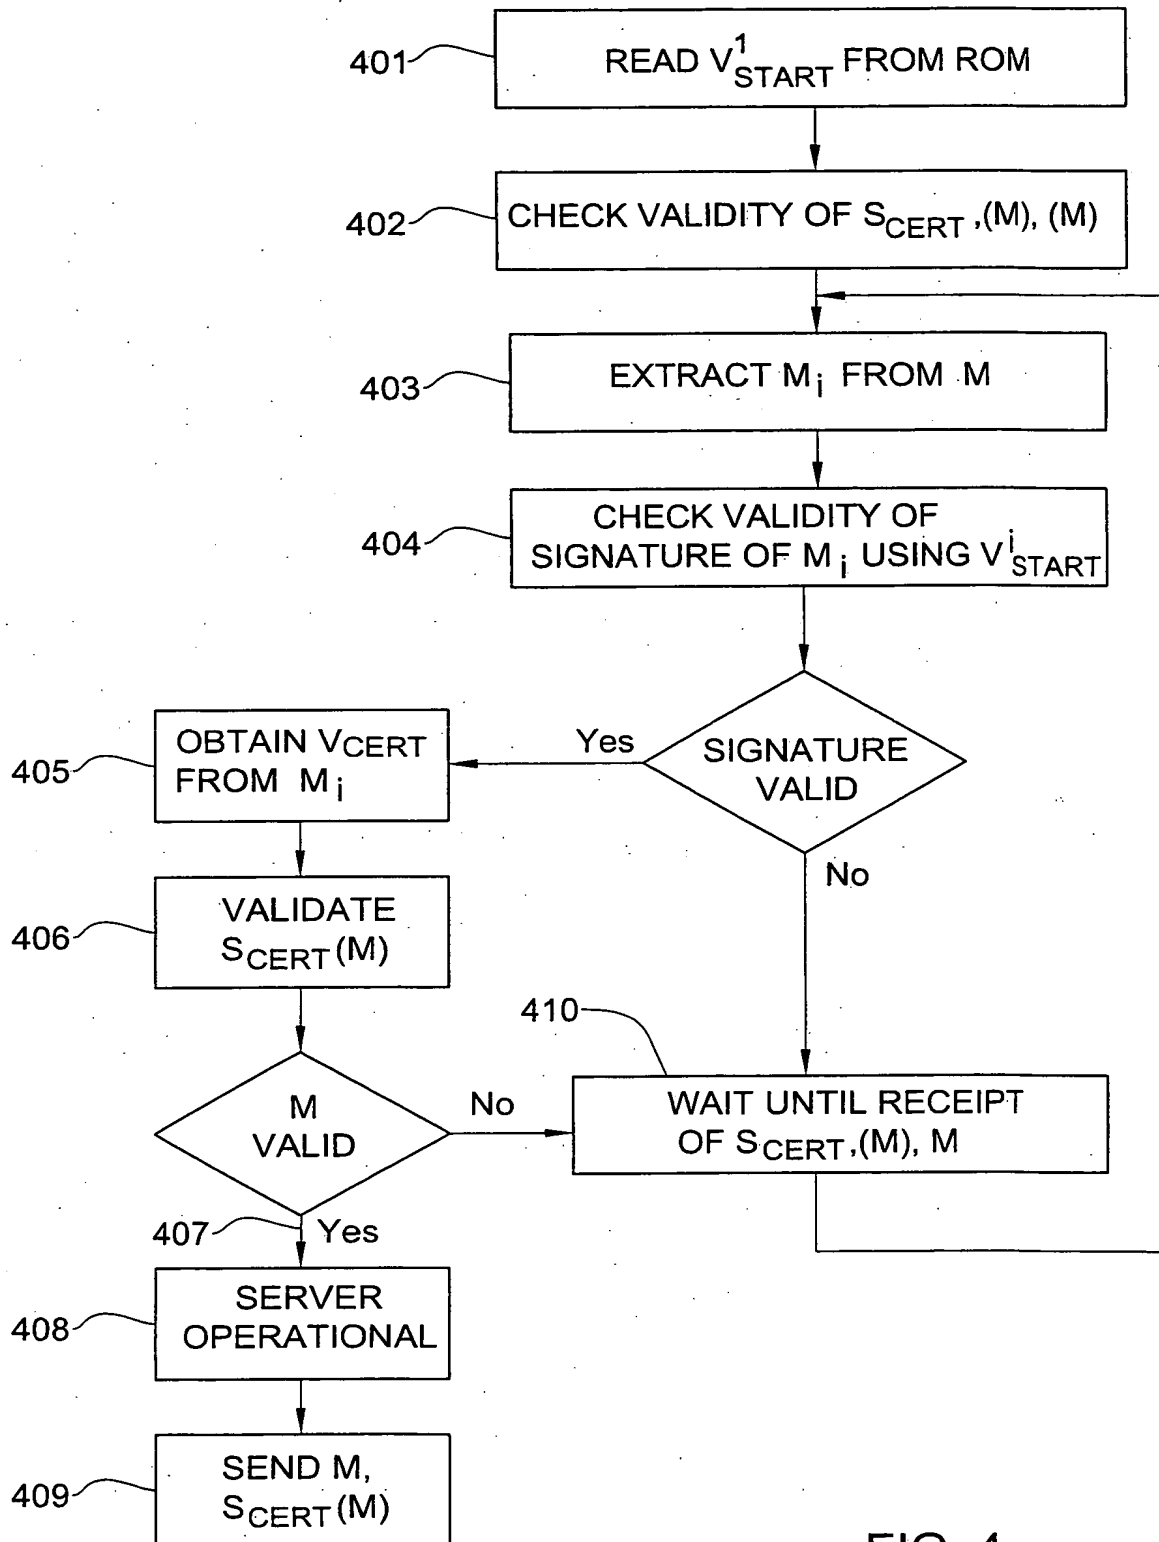 401
READ V¹START FROM ROM
402
CHECK VALIDITY OF SCERT ,(M), (M)
403
EXTRACT Mi FROM M
404
CHECK VALIDITY OF
SIGNATURE OF Mi USING VⁱSTART
SIGNATURE
VALID
Yes
No
405
OBTAIN VCERT
FROM Mi
406
VALIDATE
SCERT(M)
M
VALID
No
410
WAIT UNTIL RECEIPT
OF SCERT,(M), M
407
Yes
408
SERVER
OPERATIONAL
409
SEND M,
SCERT(M)